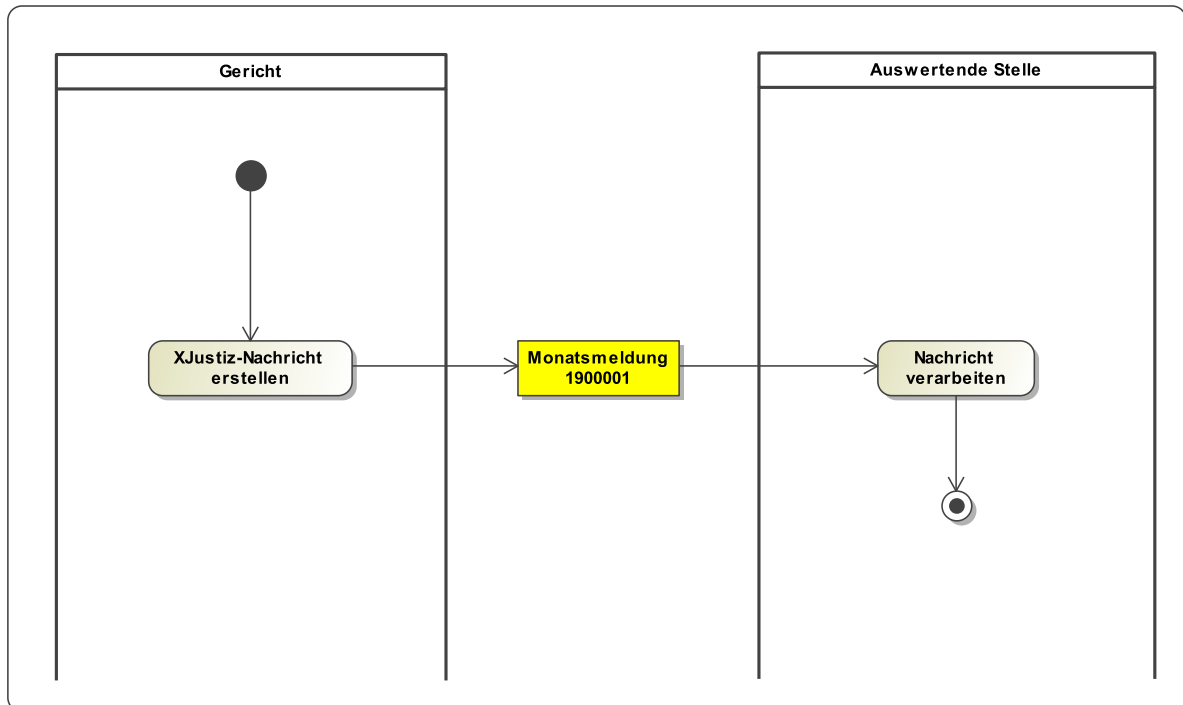 Gericht
Auswertende Stelle
XJustiz-Nachricht
erstellen
Monatsmeldung
1900001
Nachricht
verarbeiten